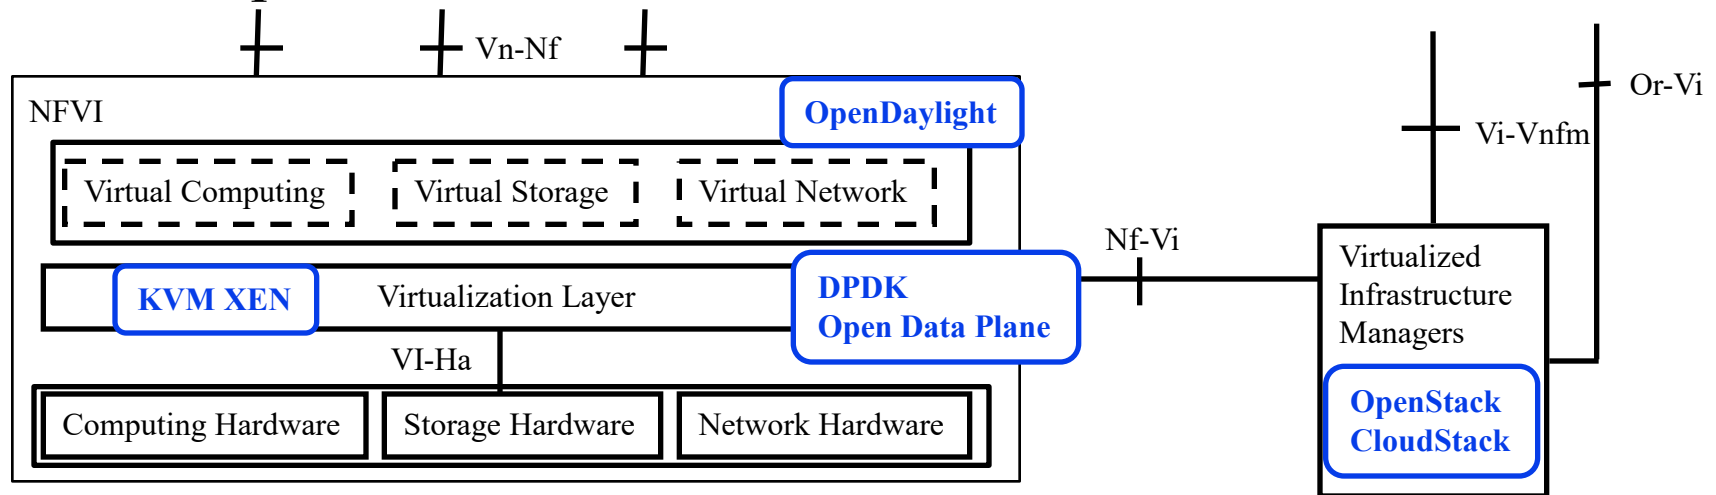 Vn-Nf
Or-Vi
NFVI
OpenDaylight
Vi-Vnfm
Virtual Computing
Virtual Storage
Virtual Network
Nf-Vi
Virtualized
Infrastructure
Managers
KVM XEN
Virtualization Layer
DPDK
Open Data Plane
VI-Ha
OpenStack
CloudStack
Computing Hardware
Storage Hardware
Network Hardware